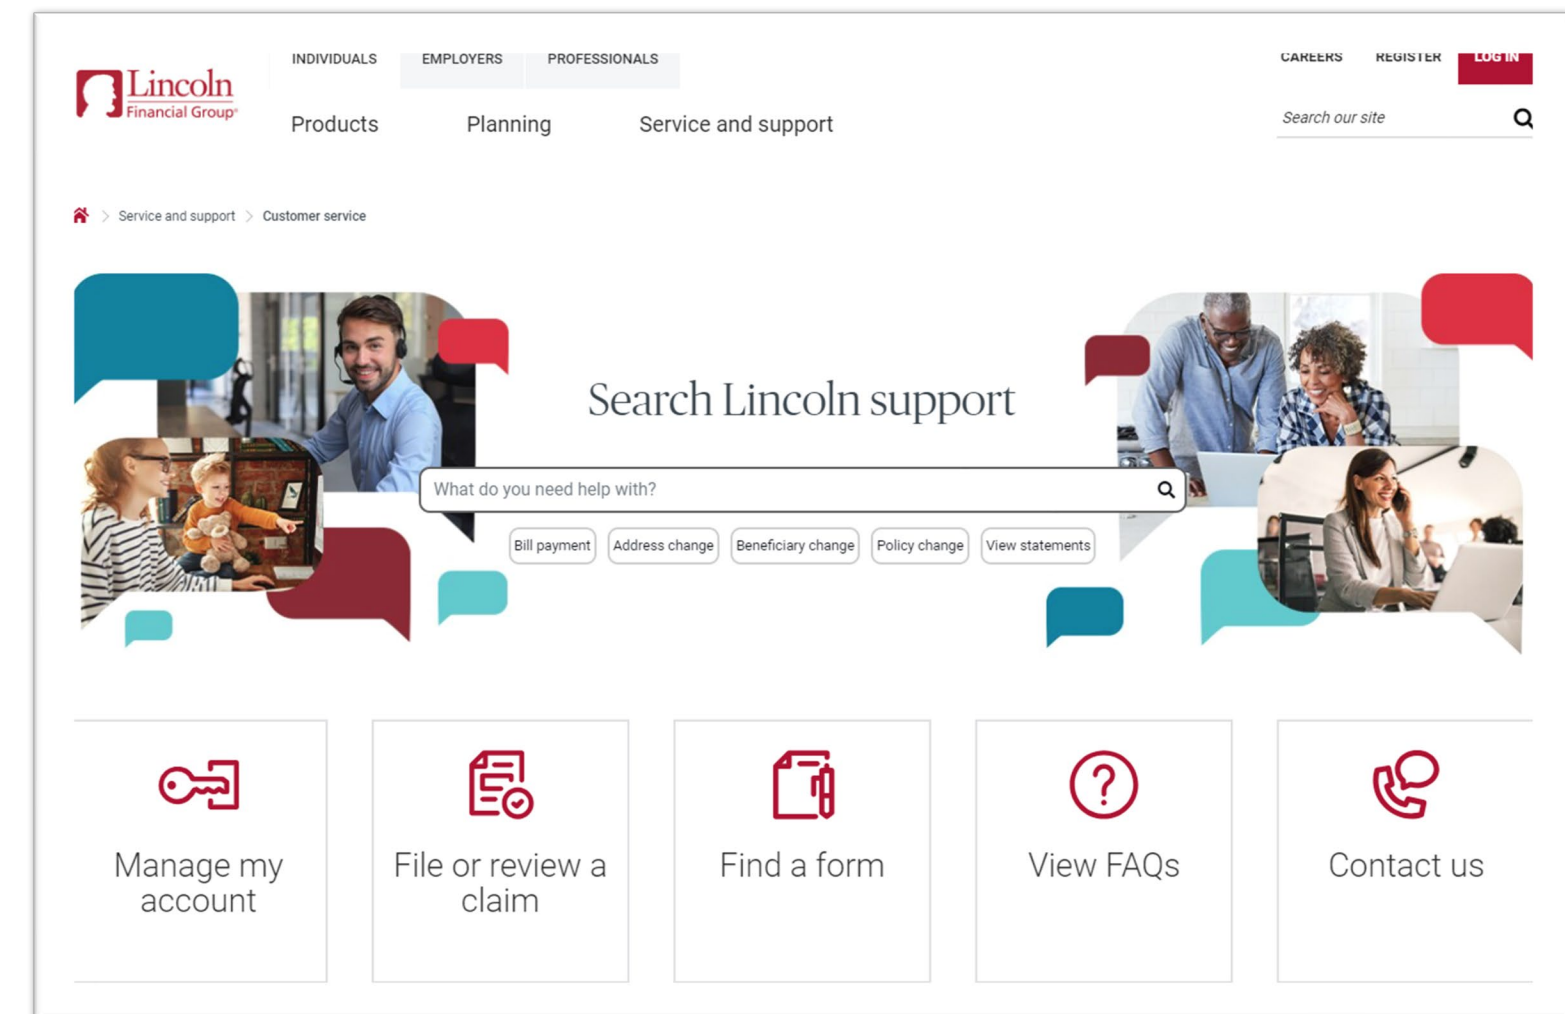 INDIVIDUALS EMPLOYERS PROFESSIONALS
CAREERS REGISTER LOG IN
Lincoln
Financial Group®
Products Planning Service and support
Search our site
Service and support > Customer service
Search Lincoln support
What do you need help with?
Bill payment Address change Beneficiary change Policy change View statements
Manage my
account
File or review a
claim
Find a form
View FAQs
Contact us